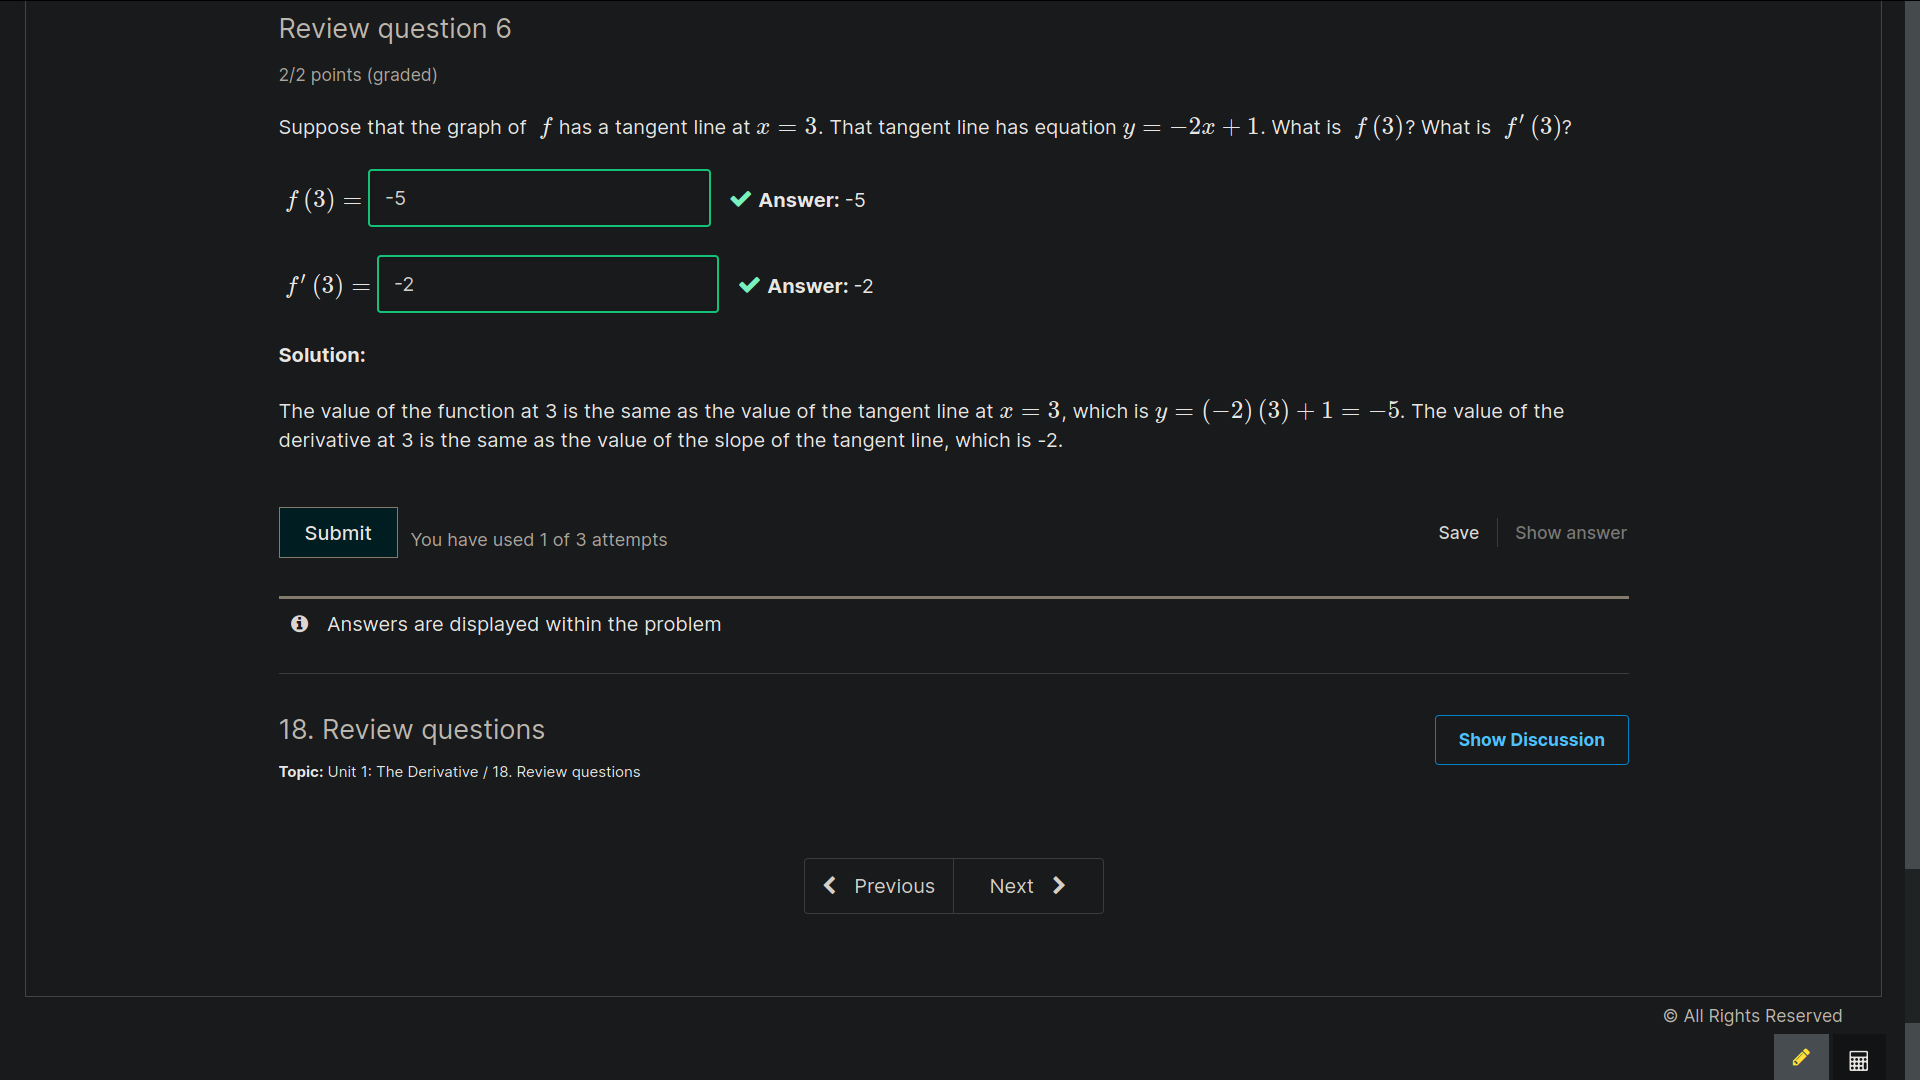 Review question 6
2/2 points (graded)
Suppose that the graph of f has a tangent line at x = 3. That tangent line has equation y = −2x + 1. What is f (3)? What is f′ (3)?
f (3) = -5 Answer: -5
f′ (3) = -2 Answer: -2
Solution:
The value of the function at 3 is the same as the value of the tangent line at x = 3, which is y = (−2) (3) + 1 = −5. The value of the
derivative at 3 is the same as the value of the slope of the tangent line, which is -2.
Submit You have used 1 of 3 attempts Save Show answer
Answers are displayed within the problem
18. Review questions
Show Discussion
Topic: Unit 1: The Derivative / 18. Review questions
Previous Next
© All Rights Reserved